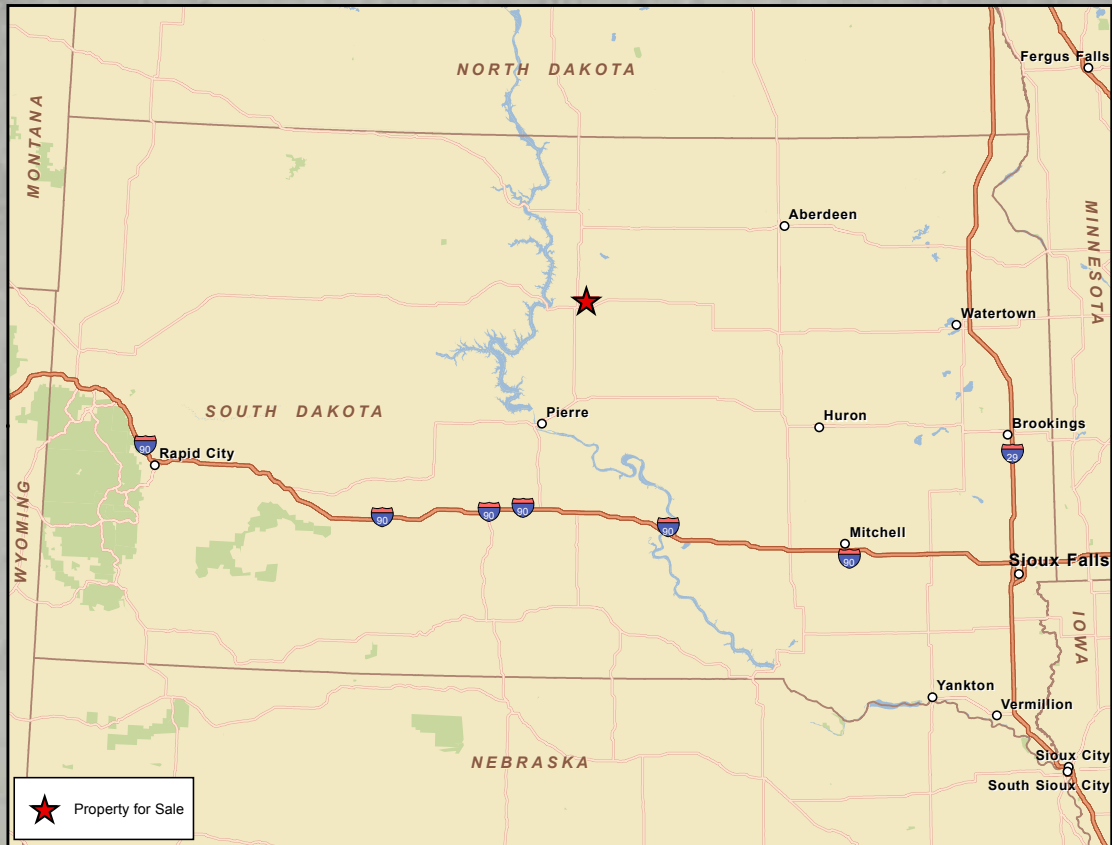 Fergus Falls
NORTH DAKOTA
MONTANA
MINNESOTA
Aberdeen
Watertown
SOUTH DAKOTA
Pierre
Huron
Brookings
90
Rapid City
29
WYOMING
90
90
90
90
Mitchell
90
Sioux Falls
IOWA
Yankton
Vermillion
NEBRASKA
Sioux City
South Sioux City
Property for Sale